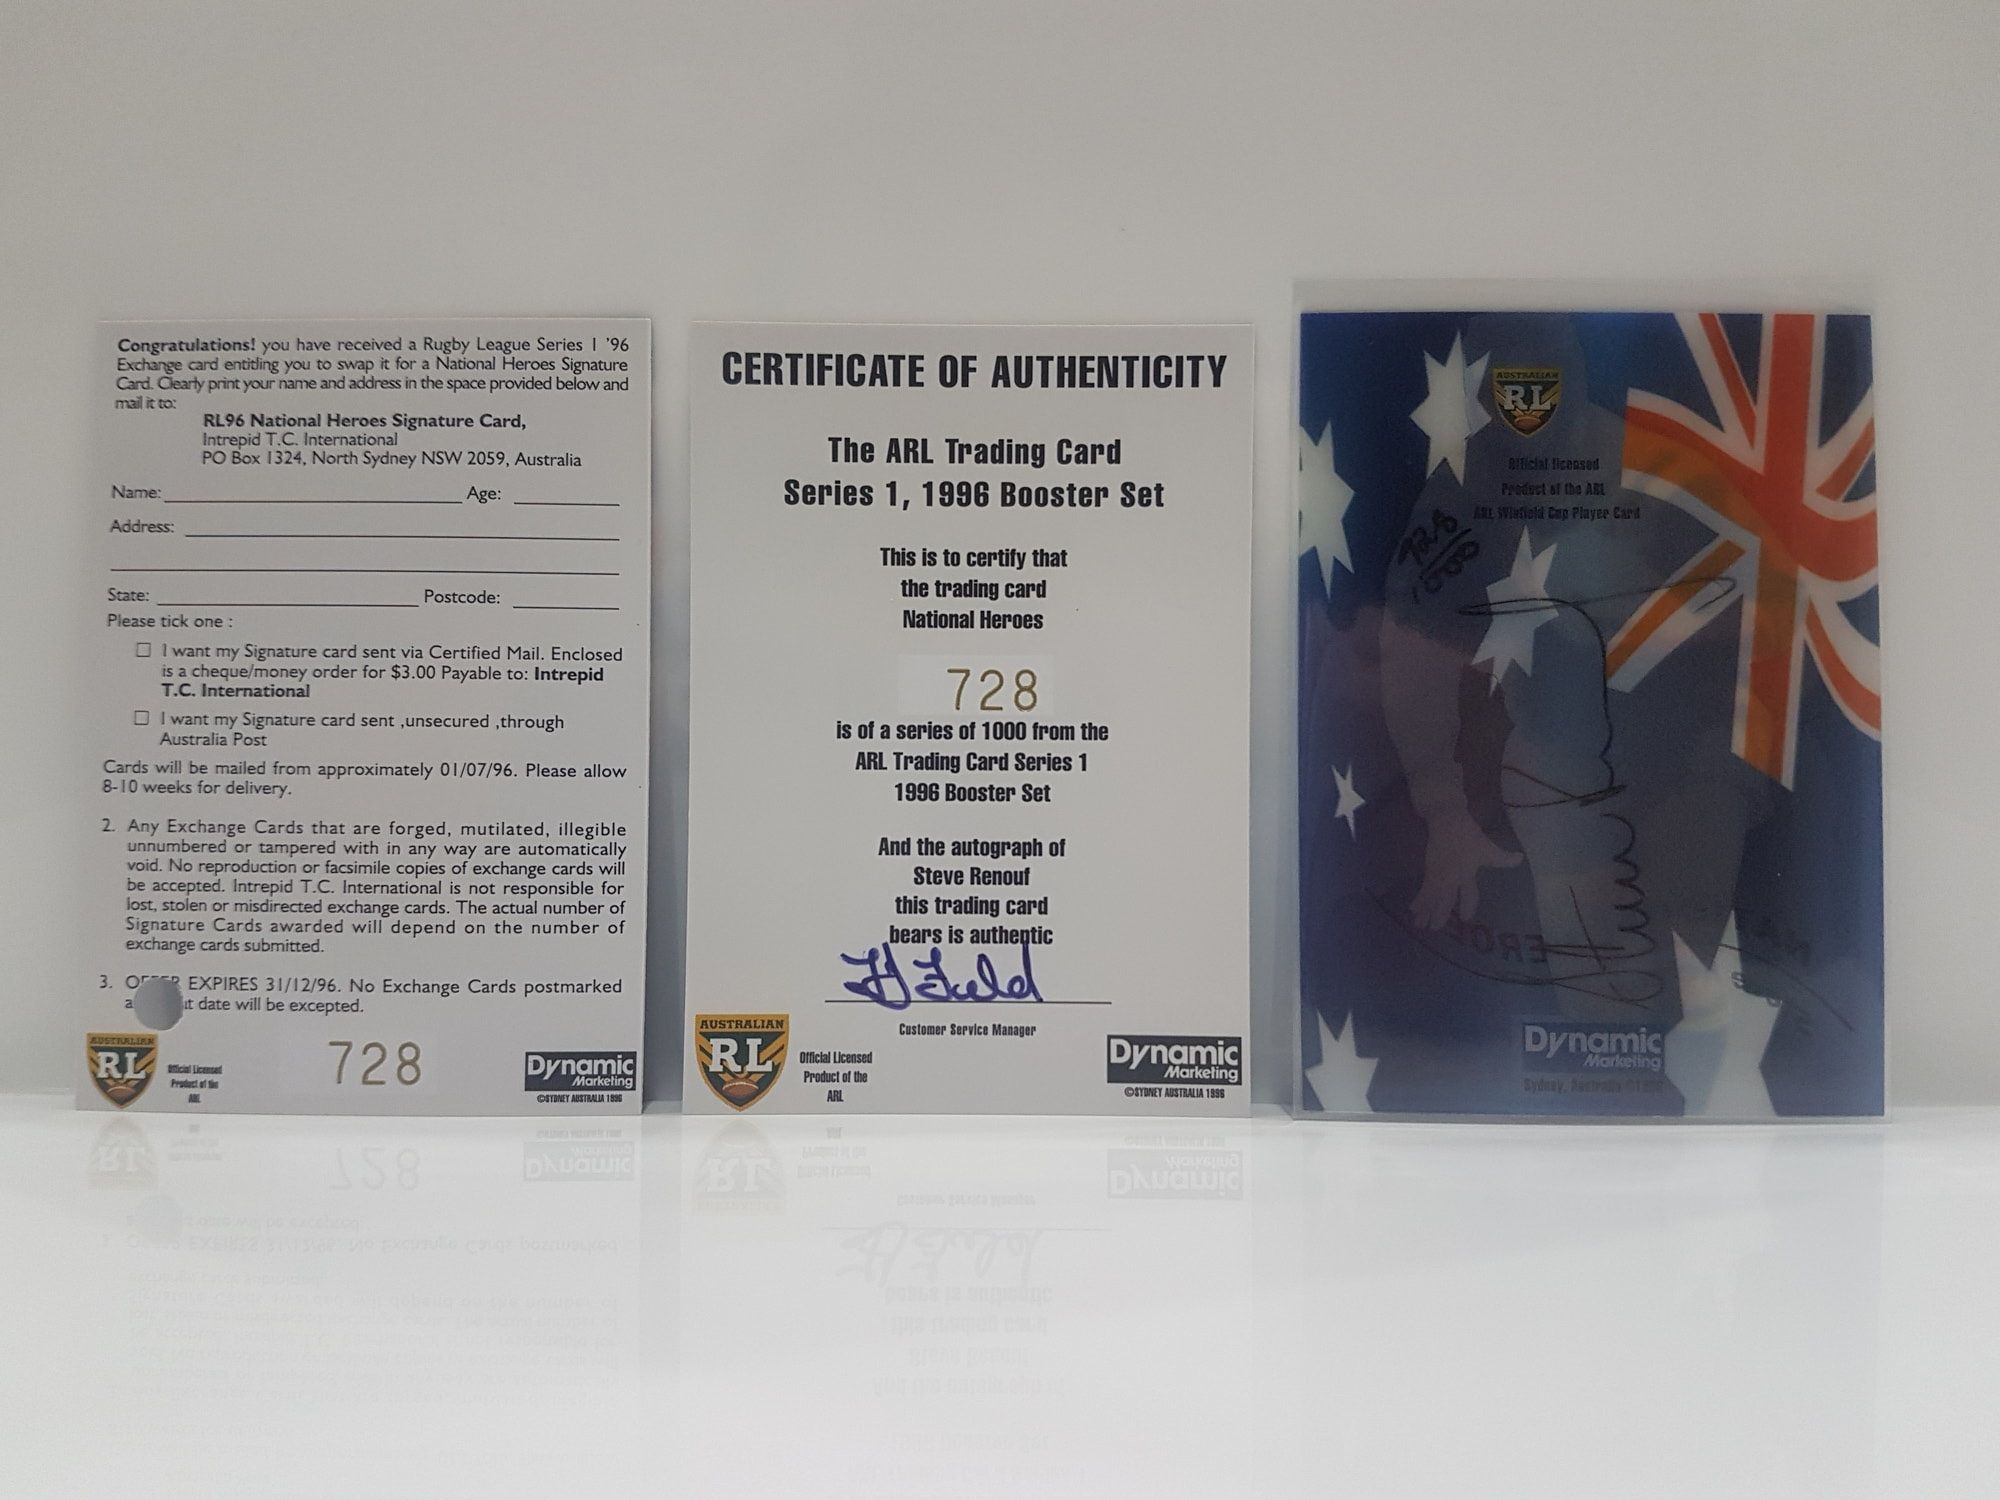 Congratulations! you have received a Rugby League Series 1 '96
Exchange card entitling you to swap it for a National Heroes Signature
Card. Clearly print your name and address in the space provided below and
mail it to:
RL96 National Heroes Signature Card,
Intrepid T.C. International
PO Box 1324, North Sydney NSW 2059, Australia
Name: Age:
Address:
State: Postcode:
Please tick one :
I want my Signature card sent via Certified Mail. Enclosed
is a cheque/money order for $3.00 Payable to: Intrepid
T.C. International
I want my Signature card sent ,unsecured ,through
Australia Post
Cards will be mailed from approximately 01/07/96. Please allow
8-10 weeks for delivery.
2. Any Exchange Cards that are forged, mutilated, illegible
unnumbered or tampered with in any way are automatically
void. No reproduction or facsimile copies of exchange cards will
be accepted. Intrepid T.C. International is not responsible for
lost, stolen or misdirected exchange cards. The actual number of
Signature Cards awarded will depend on the number of
exchange cards submitted.
3. EXPIRES 31/12/96. No Exchange Cards postmarked
date will be excepted.
AUSTRALIAN
RL
Official Licensed
Product of the
ARL
728
Dynamic
Marketing
©SYDNEY AUSTRALIA 1996
CERTIFICATE OF AUTHENTICITY
The ARL Trading Card
Series 1, 1996 Booster Set
This is to certify that
the trading card
National Heroes
728
is of a series of 1000 from the
ARL Trading Card Series 1
1996 Booster Set
And the autograph of
Steve Renouf
this trading card
bears is authentic
Customer Service Manager
AUSTRALIAN
RL
Official Licensed
Product of the
ARL
Dynamic
Marketing
©SYDNEY AUSTRALIA 1996
AUSTRALIAN
RL
Official licensed
Product of the ARL
ARL Winfield Cup Player Card
728
1000
Dynamic
Marketing
Sydney, Australia ©1996